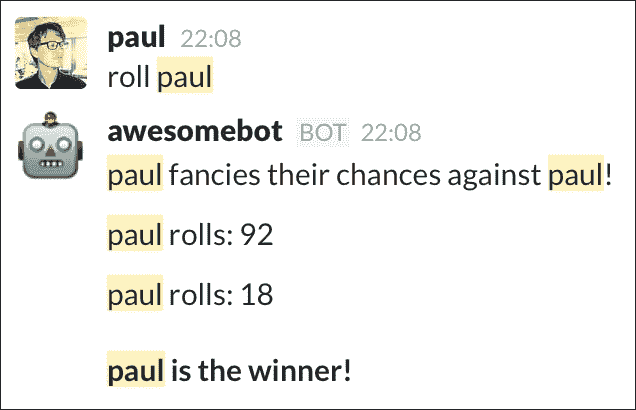 paul 22:08
roll paul
awesomebot BOT 22:08
paul fancies their chances against paul!
paul rolls: 92
paul rolls: 18
paul is the winner!